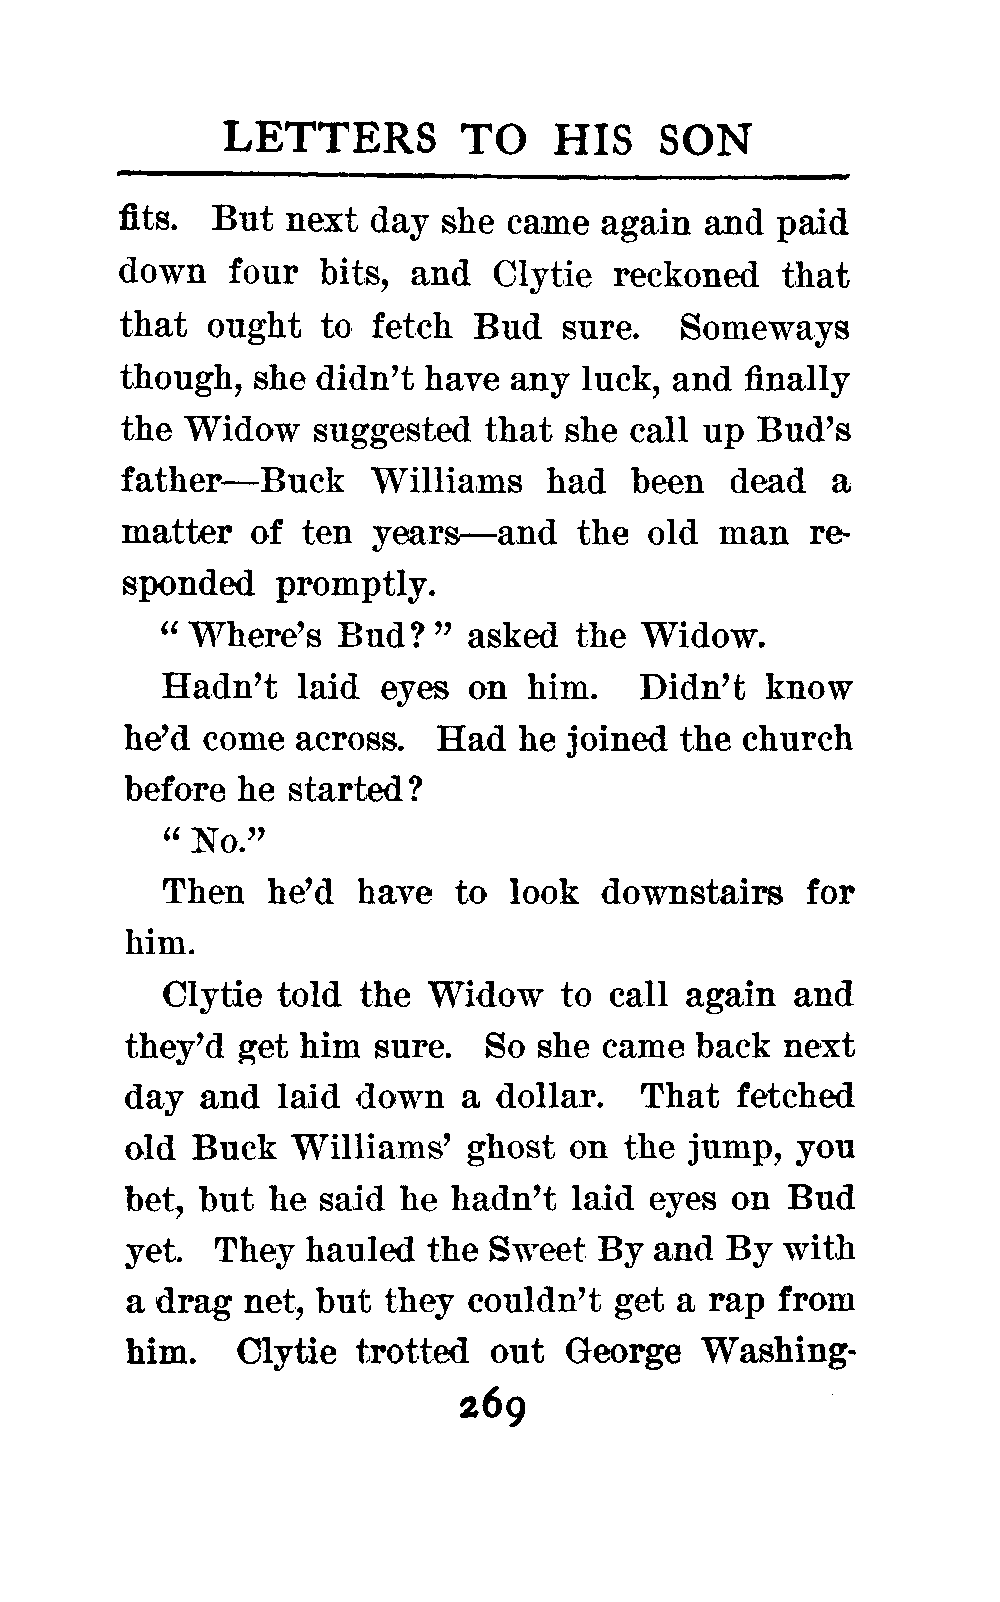 LETTERS TO HIS SON
fits. But next day she came again and paid
down four bits, and Clytie reckoned that
that ought to fetch Bud sure. Someways
though, she didn't have any luck, and finally
the Widow suggested that she call up Bud's
father—Buck Williams had been dead a
matter of ten years—and the old man re-
sponded promptly.
"Where's Bud?" asked the Widow.
Hadn't laid eyes on him. Didn't know
he'd come across. Had he joined the church
before he started?
"No."
Then he'd have to look downstairs for
him.
Clytie told the Widow to call again and
they'd get him sure. So she came back next
day and laid down a dollar. That fetched
old Buck Williams' ghost on the jump, you
bet, but he said he hadn't laid eyes on Bud
yet. They hauled the Sweet By and By with
a drag net, but they couldn't get a rap from
him. Clytie trotted out George Washing-
269